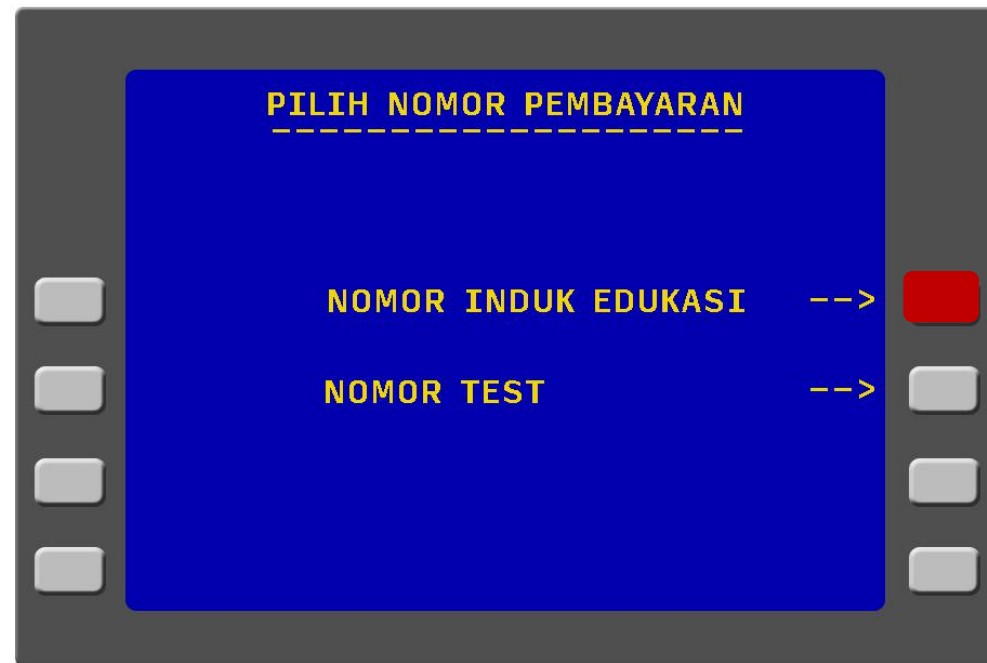 PILIH NOMOR PEMBAYARAN
--------------------
NOMOR INDUK EDUKASI -->
NOMOR TEST -->